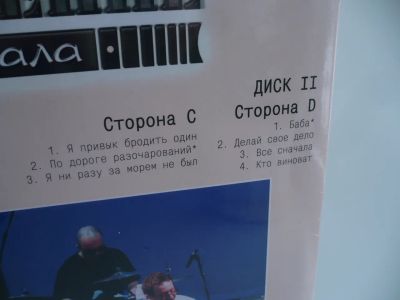 ала
ДИСК II
Сторона C
1. Я привык бродить один
2. По дороге разочарований*
3. Я ни разу за морем не был
Сторона D
1. Баба*
2. Делай свое дело
3. Все сначала
4. Кто виноват